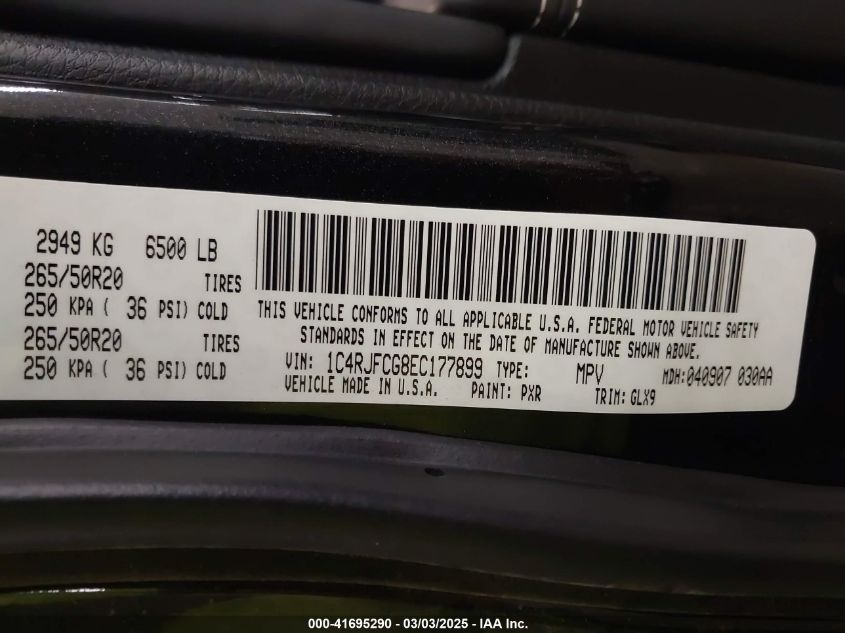 2949 KG 6500 LB
265/50R20 TIRES
250 KPA ( 36 PSI) COLD
265/50R20 TIRES
250 KPA ( 36 PSI) COLD
THIS VEHICLE CONFORMS TO ALL APPLICABLE U.S.A. FEDERAL MOTOR VEHICLE SAFETY
STANDARDS IN EFFECT ON THE DATE OF MANUFACTURE SHOWN ABOVE.
VIN: 1C4RJFCG8EC177899 TYPE: MPV MDH:040907 030AA
VEHICLE MADE IN U.S.A. PAINT: PXR TRIM: GLX9
000-41695290 - 03/03/2025 - IAA Inc.